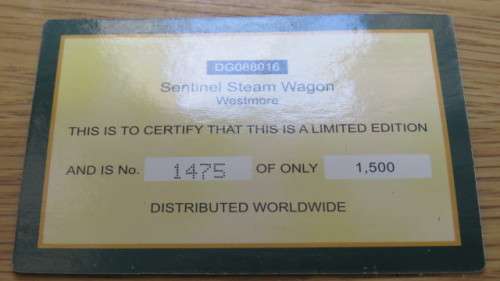 DG088016
Sentinel Steam Wagon
Westmore
THIS IS TO CERTIFY THAT THIS IS A LIMITED EDITION
AND IS No. 1475 OF ONLY 1,500
DISTRIBUTED WORLDWIDE